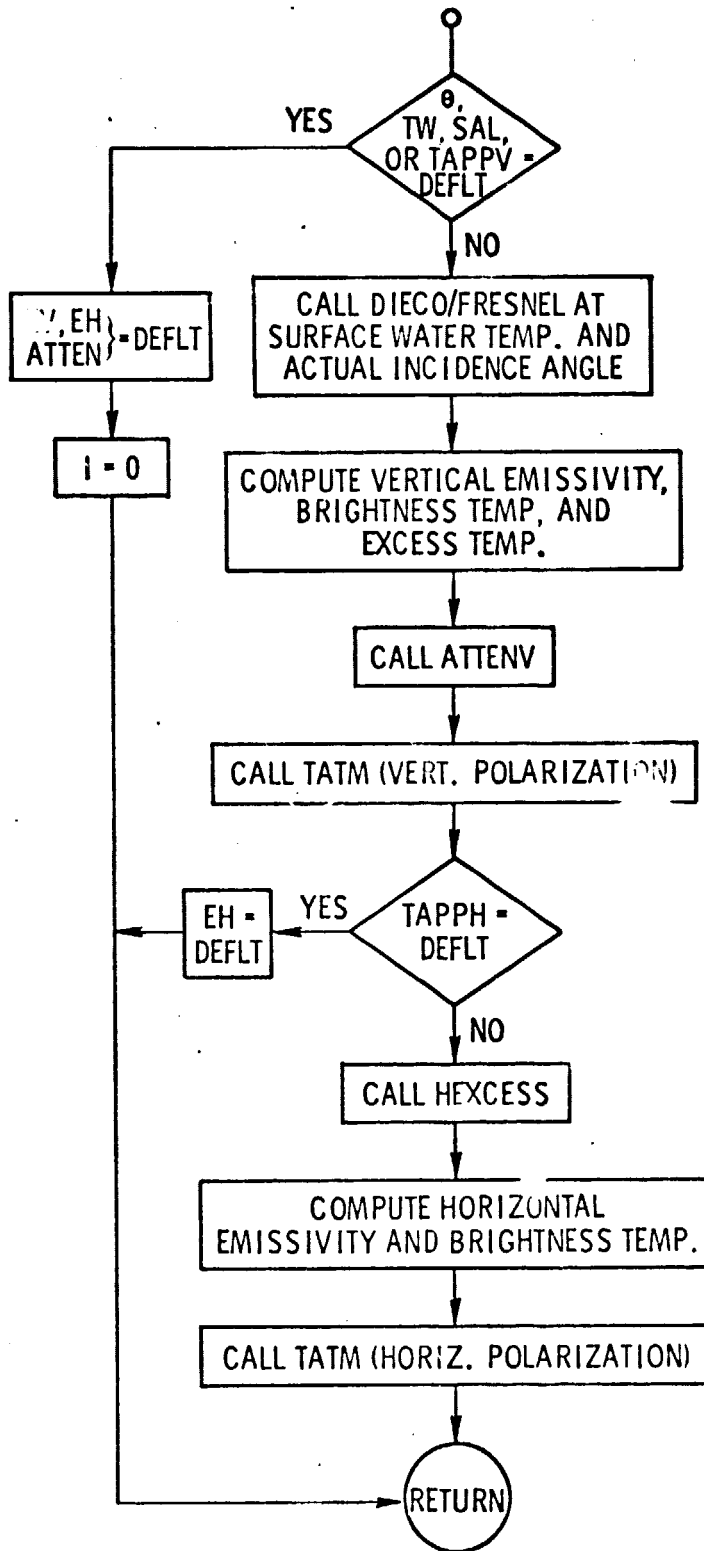 θ,
TW, SAL,
OR TAPPV =
DEFLT
YES
NO
, EH
ATTEN } = DEFLT
I = 0
CALL DIECO/FRESNEL AT
SURFACE WATER TEMP. AND
ACTUAL INCIDENCE ANGLE
COMPUTE VERTICAL EMISSIVITY,
BRIGHTNESS TEMP, AND
EXCESS TEMP.
CALL ATTENV
CALL TATM (VERT. POLARIZATION)
TAPPH =
DEFLT
YES
EH =
DEFLT
NO
CALL HEXCESS
COMPUTE HORIZONTAL
EMISSIVITY AND BRIGHTNESS TEMP.
CALL TATM (HORIZ. POLARIZATION)
RETURN